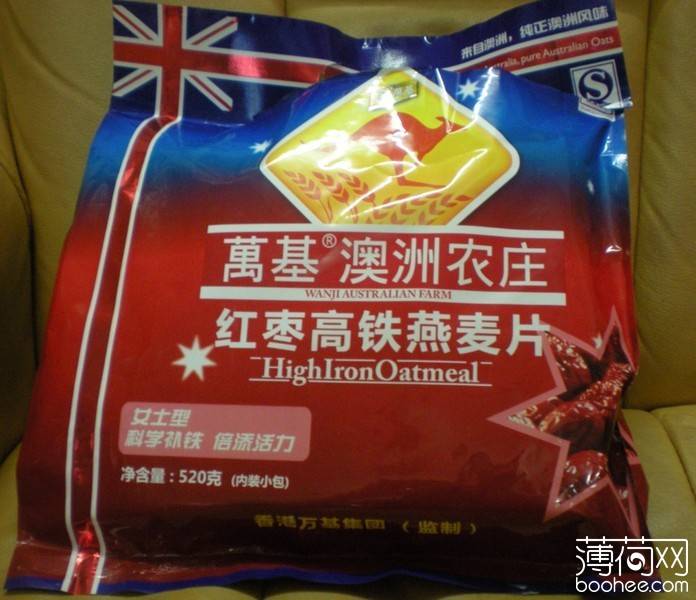 来自澳洲，纯正澳洲风味
Australia, pure Australian Oats
S
萬基® 澳洲农庄
WANJI AUSTRALIAN FARM
红枣高铁燕麦片
HighIronOatmeal
女士型
科学补铁 倍添活力
净含量：520克 (内装小包)
香港万基集团 (监制)
薄荷网
boohee.com